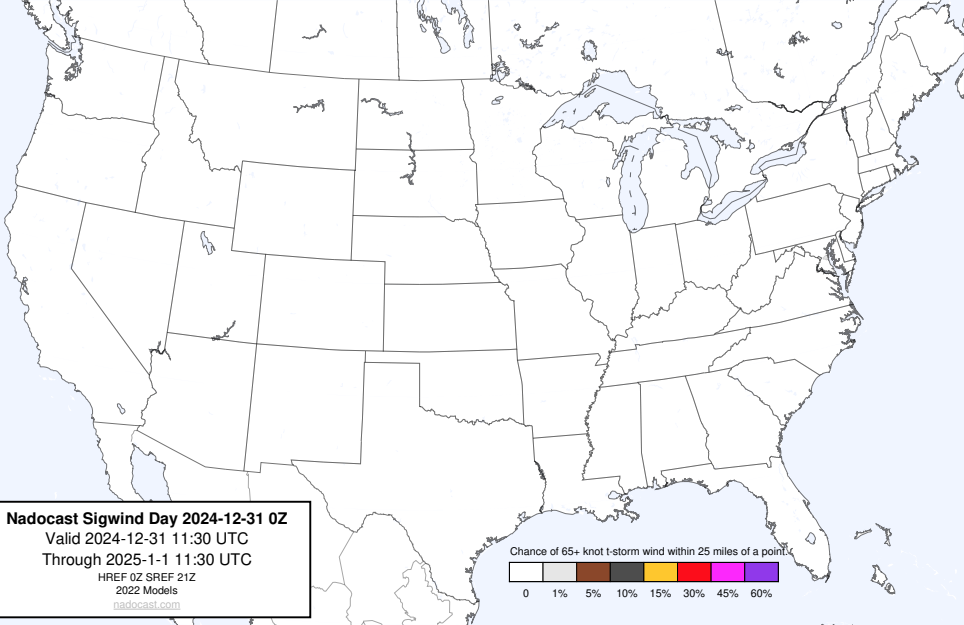 Nadocast Sigwind Day 2024-12-31 0Z
Valid 2024-12-31 11:30 UTC
Through 2025-1-1 11:30 UTC
HREF 0Z SREF 21Z
2022 Models
nadocast.com
Chance of 65+ knot t-storm wind within 25 miles of a point.
0 1% 5% 10% 15% 30% 45% 60%